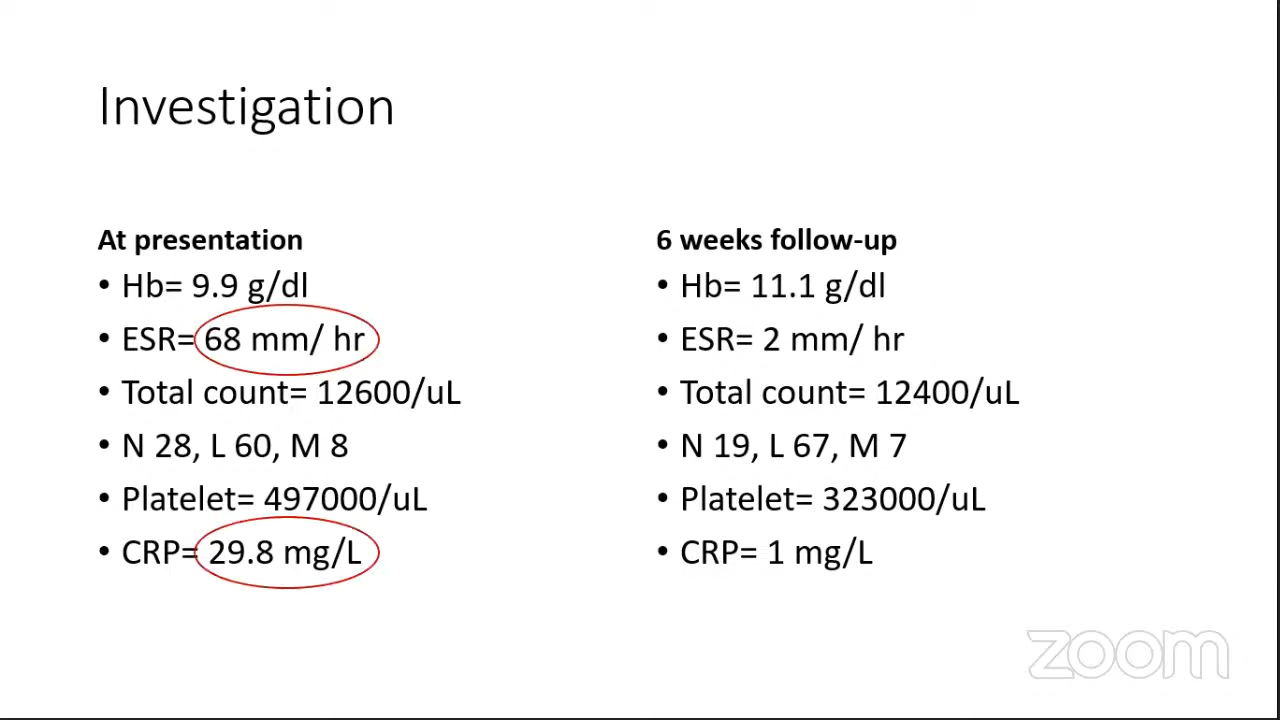 Investigation
At presentation
• Hb= 9.9 g/dl
• ESR= 68 mm/ hr
• Total count= 12600/uL
• N 28, L 60, M 8
• Platelet= 497000/uL
• CRP= 29.8 mg/L
6 weeks follow-up
• Hb= 11.1 g/dl
• ESR= 2 mm/ hr
• Total count= 12400/uL
• N 19, L 67, M 7
• Platelet= 323000/uL
• CRP= 1 mg/L
zoom